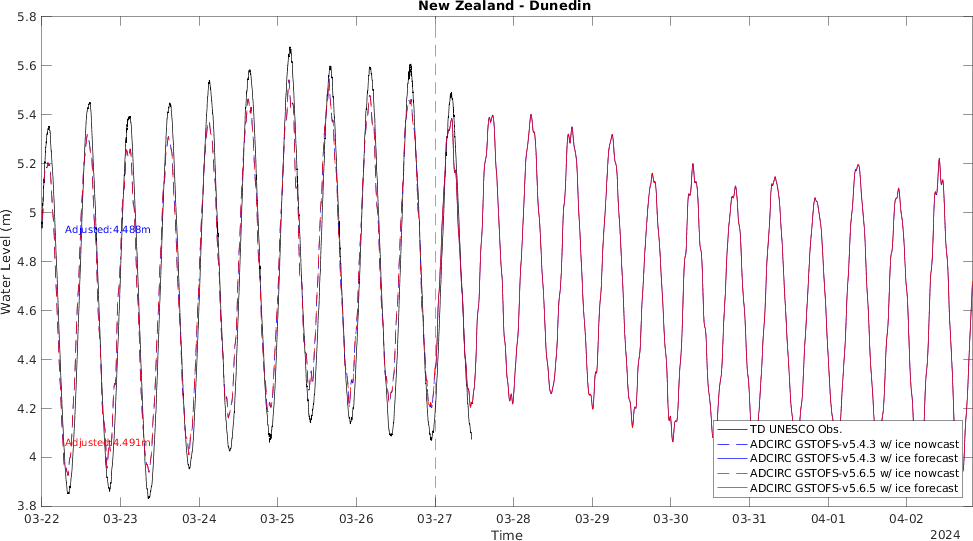 New Zealand - Dunedin
5.8
5.6
5.4
5.2
5
4.8
4.6
4.4
4.2
4
3.8
Water Level (m)
Adjusted:4.488m
Adjusted:4.491m
TD UNESCO Obs.
ADCIRC GSTOFS-v5.4.3 w/ ice nowcast
ADCIRC GSTOFS-v5.4.3 w/ ice forecast
ADCIRC GSTOFS-v5.6.5 w/ ice nowcast
ADCIRC GSTOFS-v5.6.5 w/ ice forecast
03-22 03-23 03-24 03-25 03-26 03-27 03-28 03-29 03-30 03-31 04-01 04-02
Time
2024